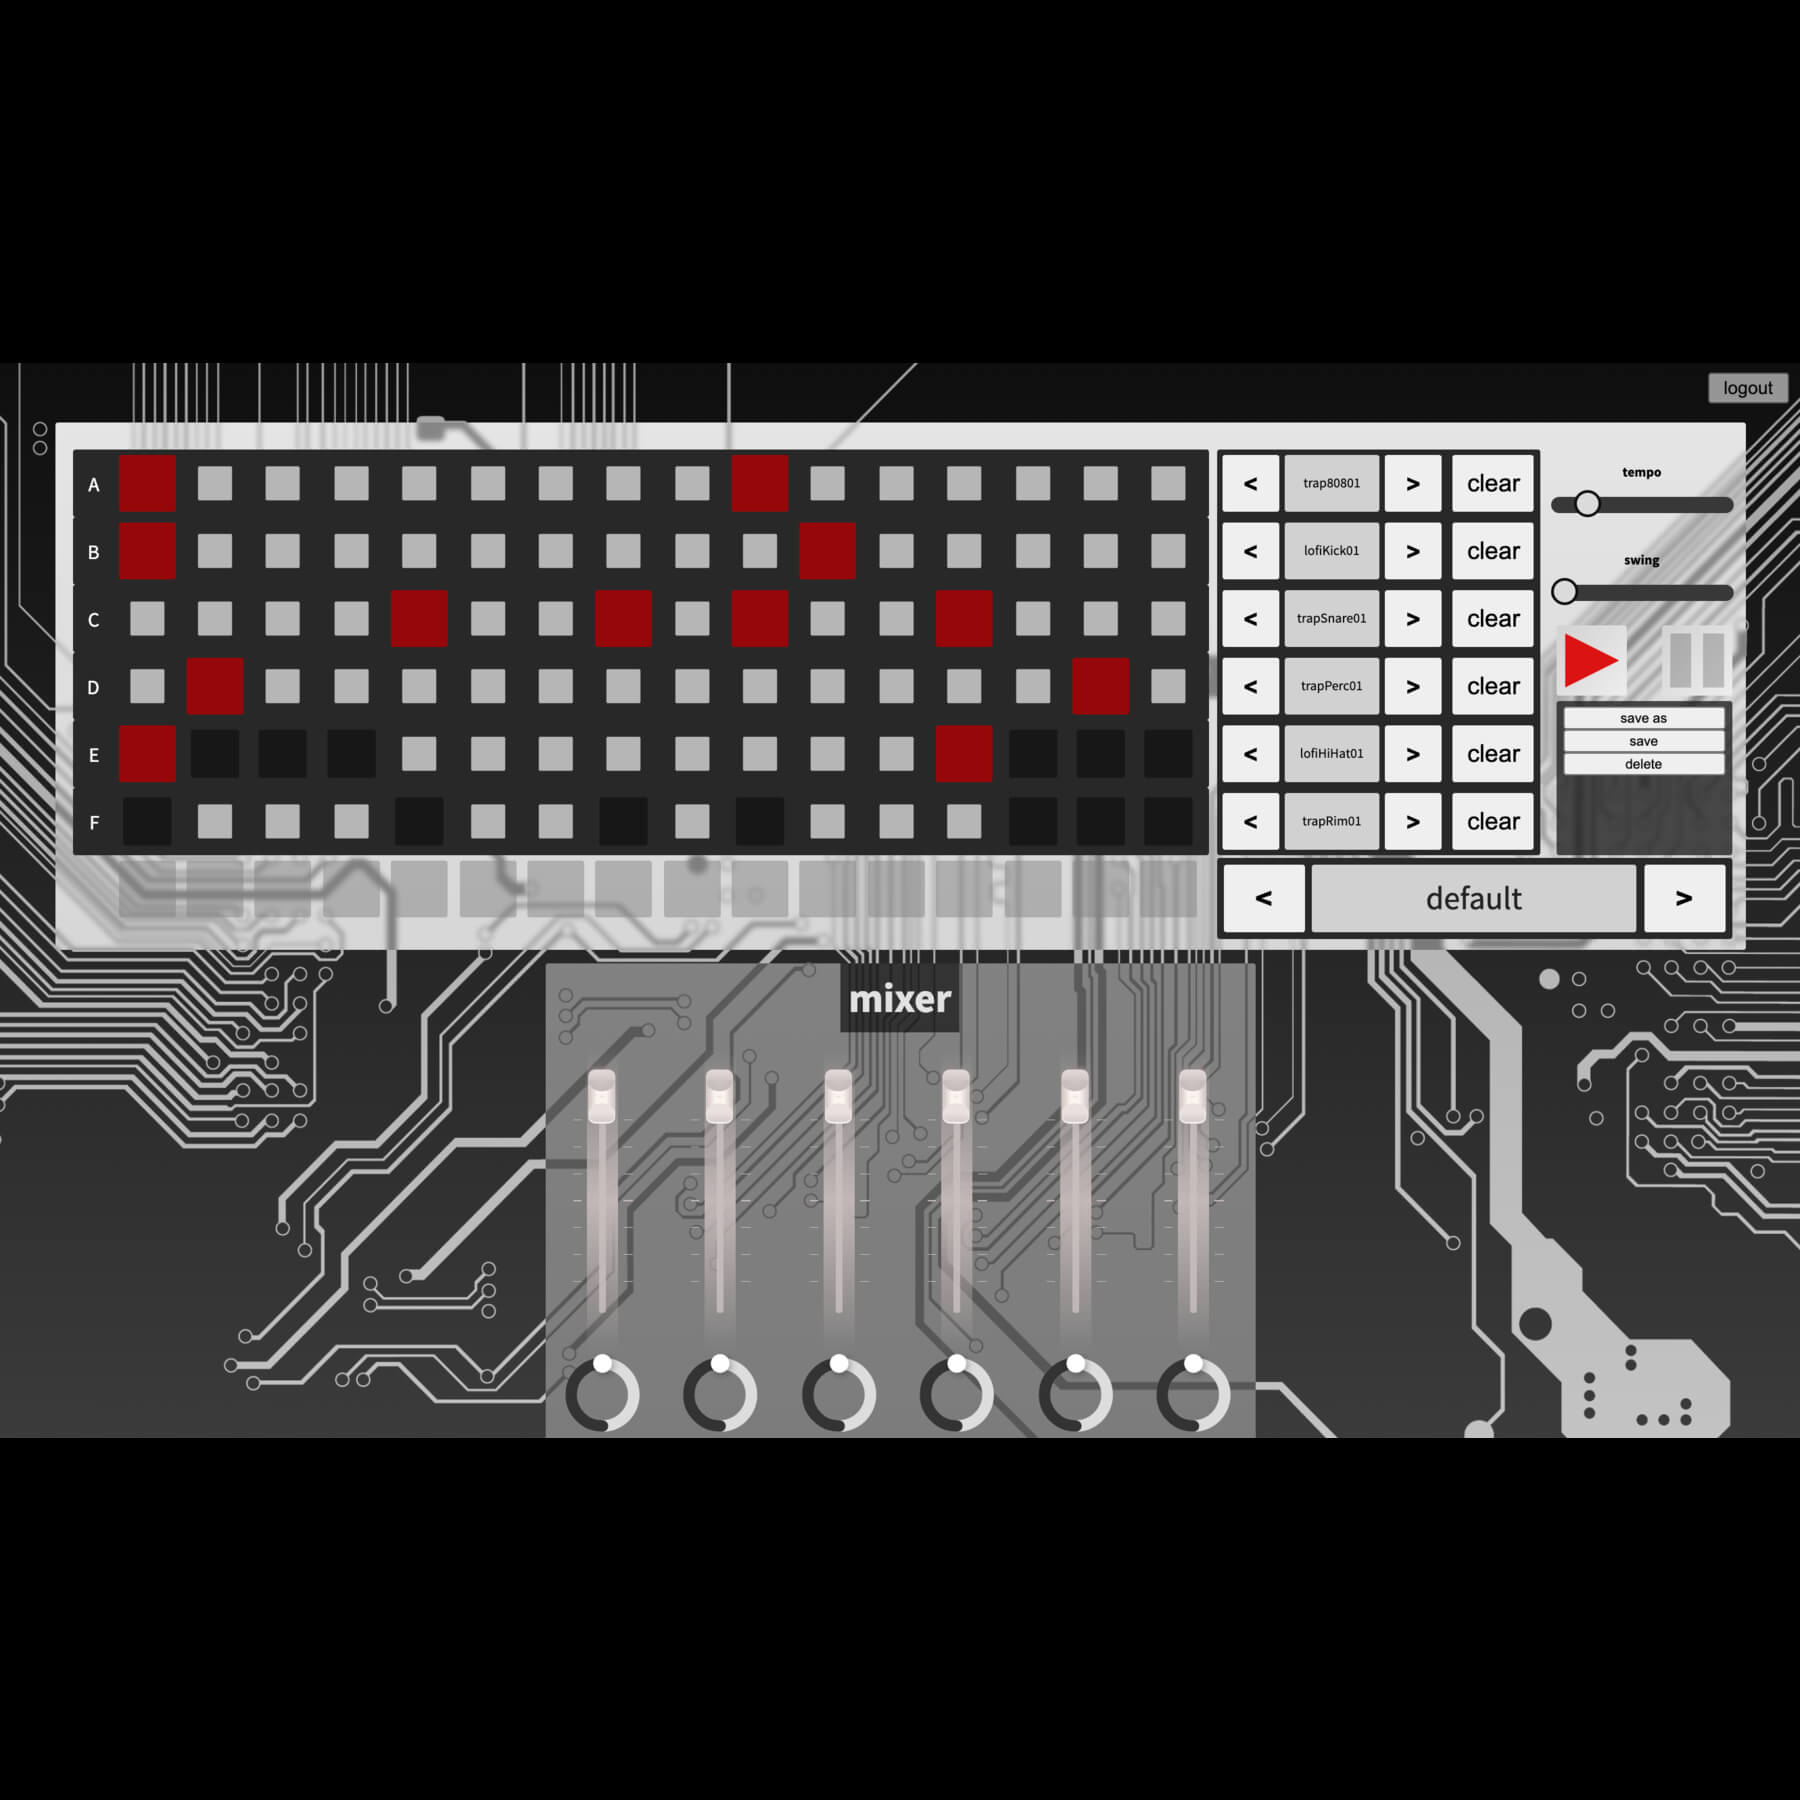 logout
A < trap80801 > clear
tempo
B < lofiKick01 > clear
swing
C < trapSnare01 > clear
D < trapPerc01 > clear
save as
save
delete
E < lofiHiHat01 > clear
F < trapRim01 > clear
< default >
mixer